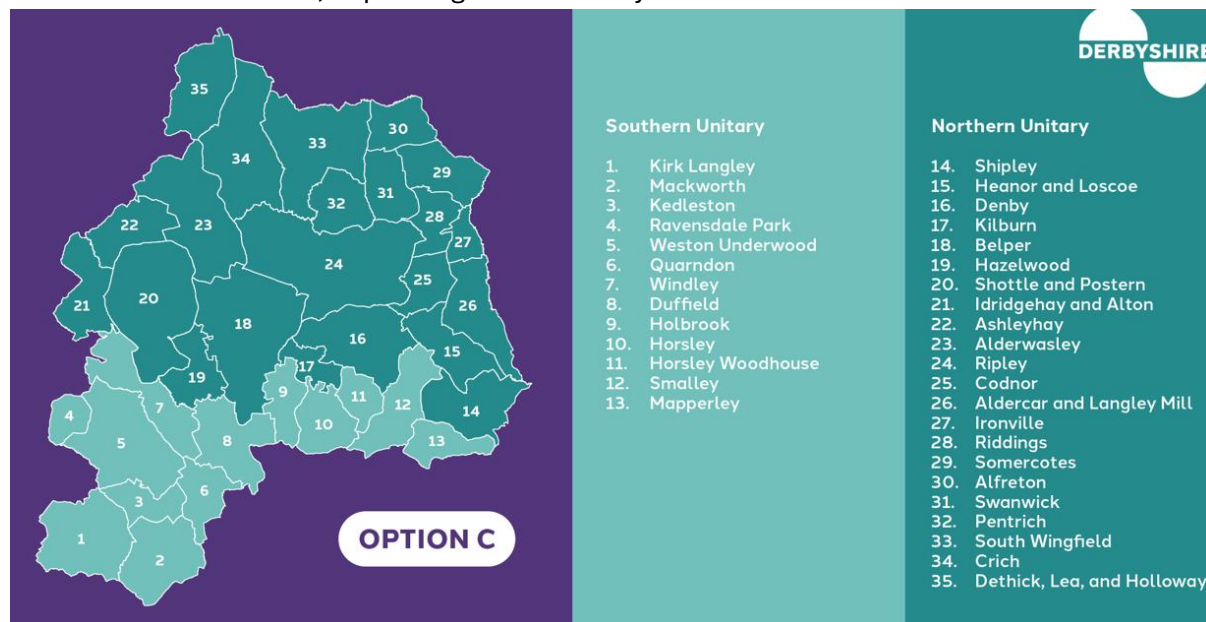 35
30
33
34
29
31
32
28
22
23
27
24
25
20
21
26
18
16
15
17
19
9
11
4
7
12
14
10
5
8
13
6
3
1
2
OPTION C
Southern Unitary
1. Kirk Langley
2. Mackworth
3. Kedleston
4. Ravensdale Park
5. Weston Underwood
6. Quarndon
7. Windley
8. Duffield
9. Holbrook
10. Horsley
11. Horsley Woodhouse
12. Smalley
13. Mapperley
DERBYSHIRE
Northern Unitary
14. Shipley
15. Heanor and Loscoe
16. Denby
17. Kilburn
18. Belper
19. Hazelwood
20. Shottle and Postern
21. Idridgehay and Alton
22. Ashleyhay
23. Alderwasley
24. Ripley
25. Codnor
26. Aldercar and Langley Mill
27. Ironville
28. Riddings
29. Somercotes
30. Alfreton
31. Swanwick
32. Pentrich
33. South Wingfield
34. Crich
35. Dethick, Lea, and Holloway